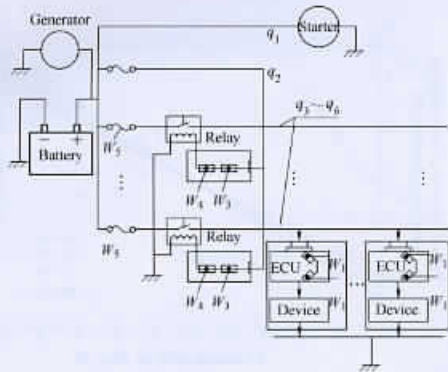 Generator
Starter
q1
q2
q3~q6
W5
Relay
Battery
W4 W3
Relay
W5
W4 W3
ECU W1
ECU W1
Device W1
Device W1